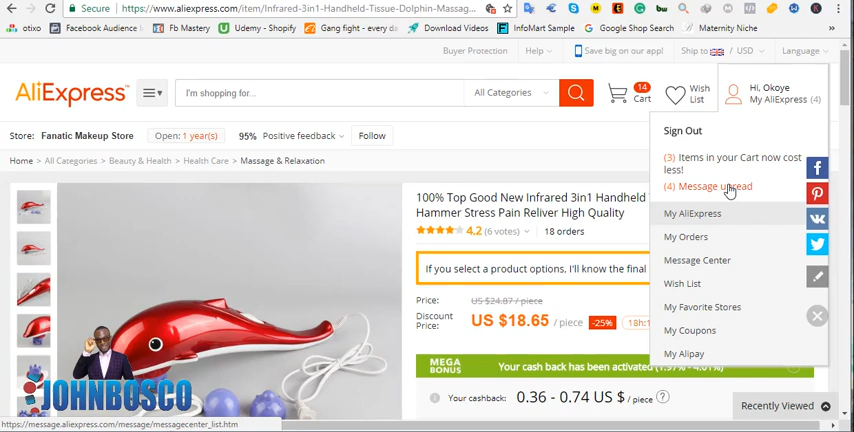 Secure
https://www.aliexpress.com/item/Infrared-3in1-Handheld-Tissue-Dolphin-Massag...
otixo
Facebook Audience
Fb Mastery
Udemy - Shopify
Gang fight - every
Download Videos
InfoMart Sample
Google Shop Search
Maternity Niche
Buyer Protection
Help
Save big on our app!
Ship to
/ USD
Language
AliExpress
I'm shopping for...
All Categories
14
Cart
Wish
List
Hi, Okoye
My AliExpress (4)
Store: Fanatic Makeup Store
Open: 1 year(s)
95% Positive feedback
Follow
Sign Out
(3) Items in your Cart now cost
less!
(4) Message unread
My AliExpress
My Orders
Message Center
Wish List
My Favorite Stores
My Coupons
My Alipay
Home > All Categories > Beauty & Health > Health Care > Massage & Relaxation
100% Top Good New Infrared 3in1 Handheld
Hammer Stress Pain Reliver High Quality
4.2 (6 votes)
18 orders
If you select a product options, I'll know the final
Price:
US $24.87 / piece
Discount
Price:
US $18.65 / piece
-25%
MEGA
BONUS
Your cash back has been activated
Your cashback:
0.36 - 0.74 US $ / piece
JOHNBOSCO
Recently Viewed
https://message.aliexpress.com/message/messagecenter_list.htm